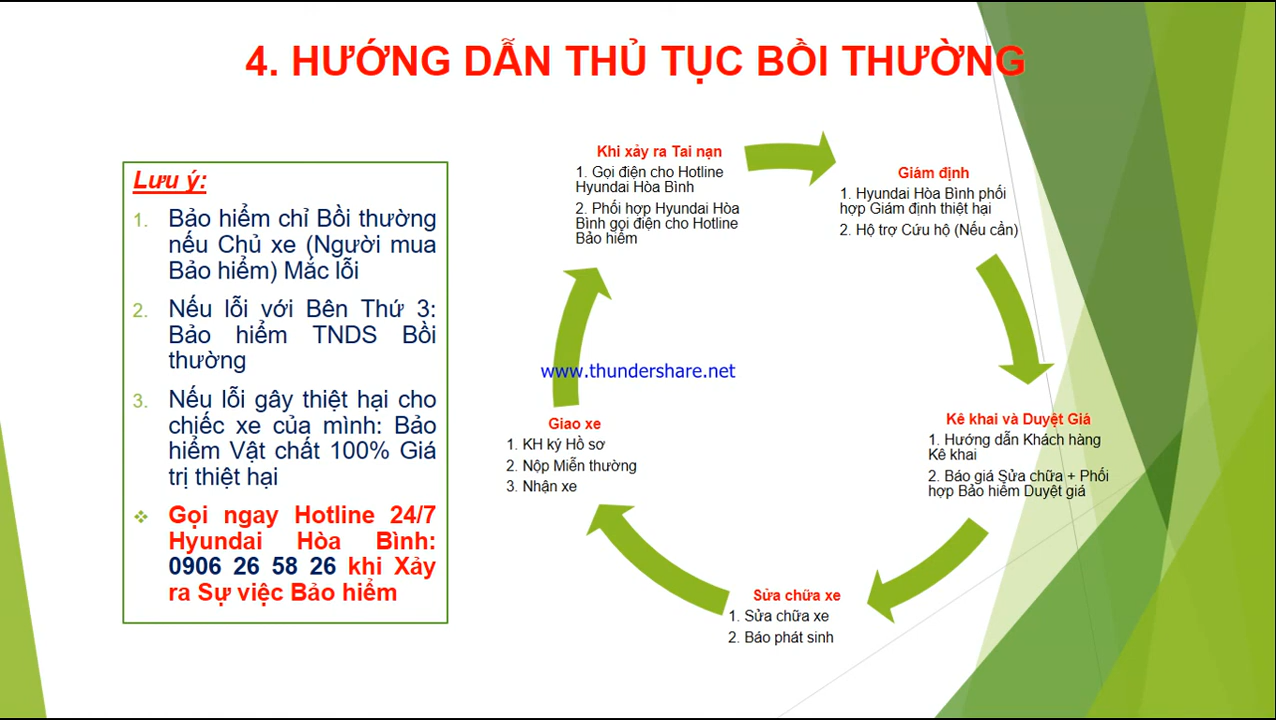 4. HƯỚNG DẪN THỦ TỤC BỒI THƯỜNG
Lưu ý:
1. Bảo hiểm chỉ Bồi thường
nếu Chủ xe (Người mua
Bảo hiểm) Mắc lỗi
2. Nếu lỗi với Bên Thứ 3:
Bảo hiểm TNDS Bồi
thường
3. Nếu lỗi gây thiệt hại cho
chiếc xe của mình: Bảo
hiểm Vật chất 100% Giá
trị thiệt hại
❖ Gọi ngay Hotline 24/7
Hyundai Hòa Bình:
0906 26 58 26 khi Xảy
ra Sự việc Bảo hiểm
Khi xảy ra Tai nạn
1. Gọi điện cho Hotline
Hyundai Hòa Bình
2. Phối hợp Hyundai Hòa
Bình gọi điện cho Hotline
Bảo hiểm
Giám định
1. Hyundai Hòa Bình phối
hợp Giám định thiệt hại
2. Hộ trợ Cứu hộ (Nếu cần)
Kê khai và Duyệt Giá
1. Hướng dẫn Khách hàng
Kê khai
2. Báo giá Sửa chữa + Phối
hợp Bảo hiểm Duyệt giá
Sửa chữa xe
1. Sửa chữa xe
2. Báo phát sinh
Giao xe
1. KH ký Hồ sơ
2. Nộp Miễn thường
3. Nhận xe
www.thundershare.net